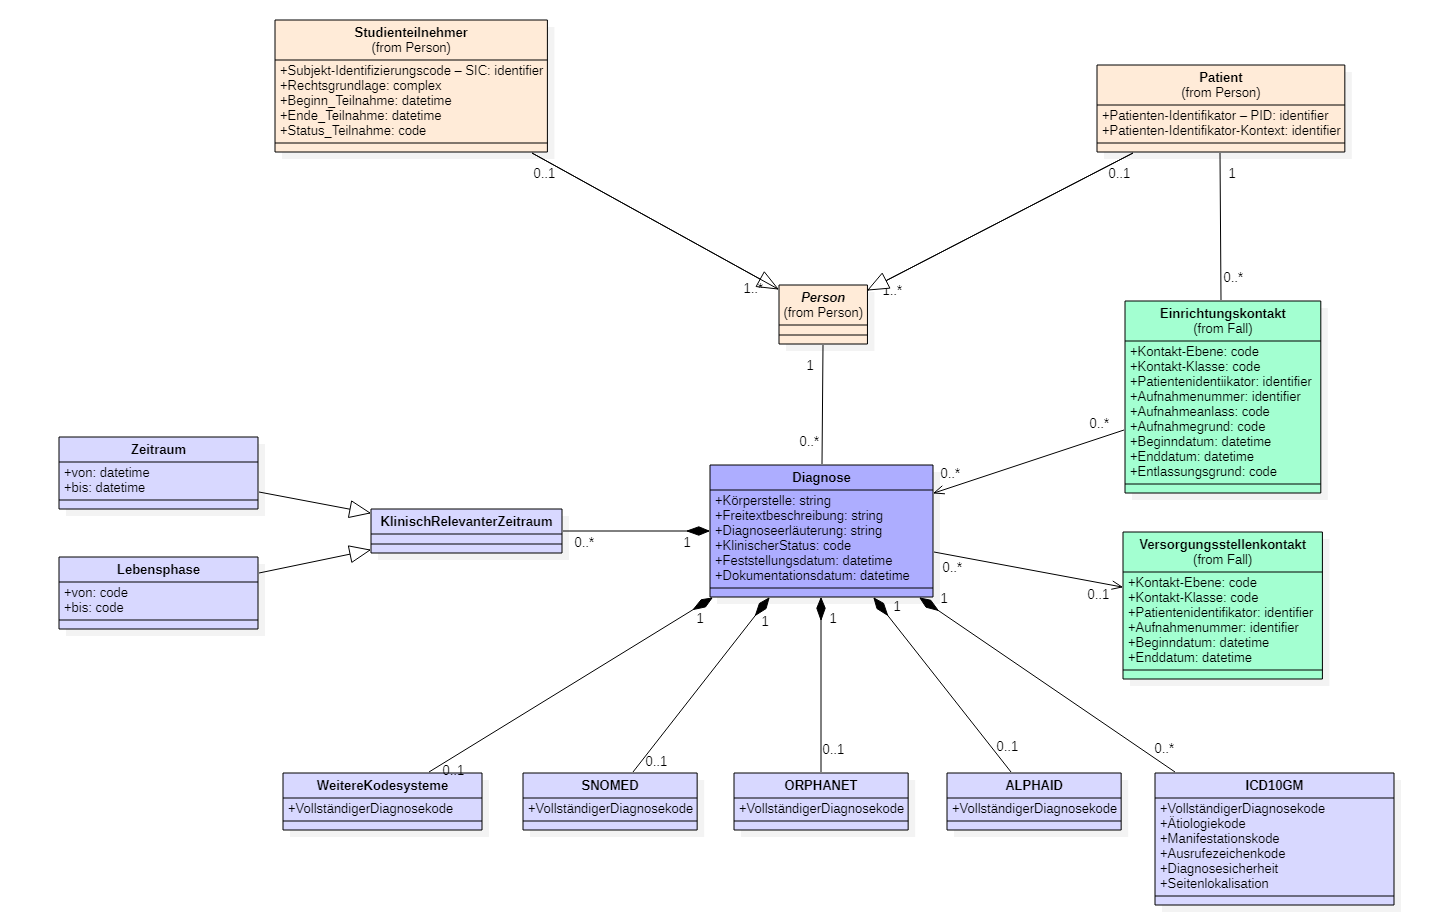 Studienteilnehmer
(from Person)
+Subjekt-Identifizierungscode – SIC: identifier
+Rechtsgrundlage: complex
+Beginn_Teilnahme: datetime
+Ende_Teilnahme: datetime
+Status_Teilnahme: code
Patient
(from Person)
+Patienten-Identifikator – PID: identifier
+Patienten-Identifikator-Kontext: identifier
0..1
0..1
1
1..*
1..*
0..*
Person
(from Person)
1
0..*
Einrichtungskontakt
(from Fall)
+Kontakt-Ebene: code
+Kontakt-Klasse: code
+Patientenidentiikator: identifier
+Aufnahmenummer: identifier
+Aufnahmeanlass: code
+Aufnahmegrund: code
+Beginndatum: datetime
+Enddatum: datetime
+Entlassungsgrund: code
0..*
0..*
Zeitraum
+von: datetime
+bis: datetime
Lebensphase
+von: code
+bis: code
KlinischRelevanterZeitraum
0..*
1
Diagnose
+Körperstelle: string
+Freitextbeschreibung: string
+Diagnoseerläuterung: string
+KlinischerStatus: code
+Feststellungsdatum: datetime
+Dokumentationsdatum: datetime
0..*
0..1
Versorgungsstellenkontakt
(from Fall)
+Kontakt-Ebene: code
+Kontakt-Klasse: code
+Patientenidentifikator: identifier
+Aufnahmenummer: identifier
+Beginndatum: datetime
+Enddatum: datetime
1
1
1
1
1
0..1
0..1
0..1
0..1
0..*
WeitereKodesysteme
+VollständigerDiagnosekode
SNOMED
+VollständigerDiagnosekode
ORPHANET
+VollständigerDiagnosekode
ALPHAID
+VollständigerDiagnosekode
ICD10GM
+VollständigerDiagnosekode
+Ätiologiekode
+Manifestationskode
+Ausrufezeichenkode
+Diagnosesicherheit
+Seitenlokalisation